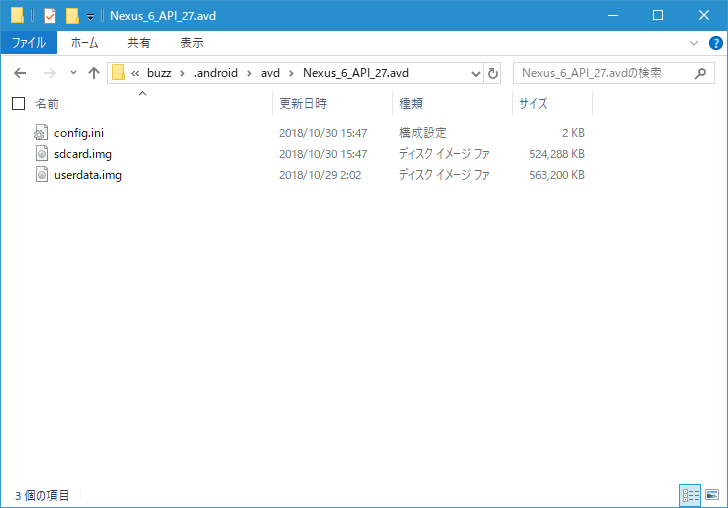 Nexus_6_API_27.avd
ファイル ホーム 共有 表示
« buzz › .android › avd › Nexus_6_API_27.avd Nexus_6_API_27.avdの検索
名前 更新日時 種類 サイズ
config.ini 2018/10/30 15:47 構成設定 2 KB
sdcard.img 2018/10/30 15:47 ディスク イメージ ファ 524,288 KB
userdata.img 2018/10/29 2:02 ディスク イメージ ファ 563,200 KB
3 個の項目